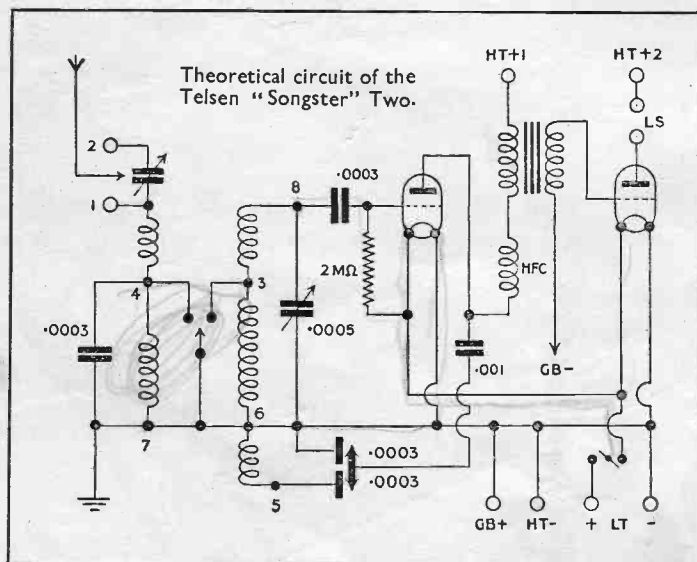 Theoretical circuit of the
Telsen "Songster" Two.
HT+1
HT+2
LS
2
1
8
.0003
2MΩ
3
4
HFC
.0003
.0005
.001
GB-
6
7
.0003
.0003
5
GB+ HT- + LT -